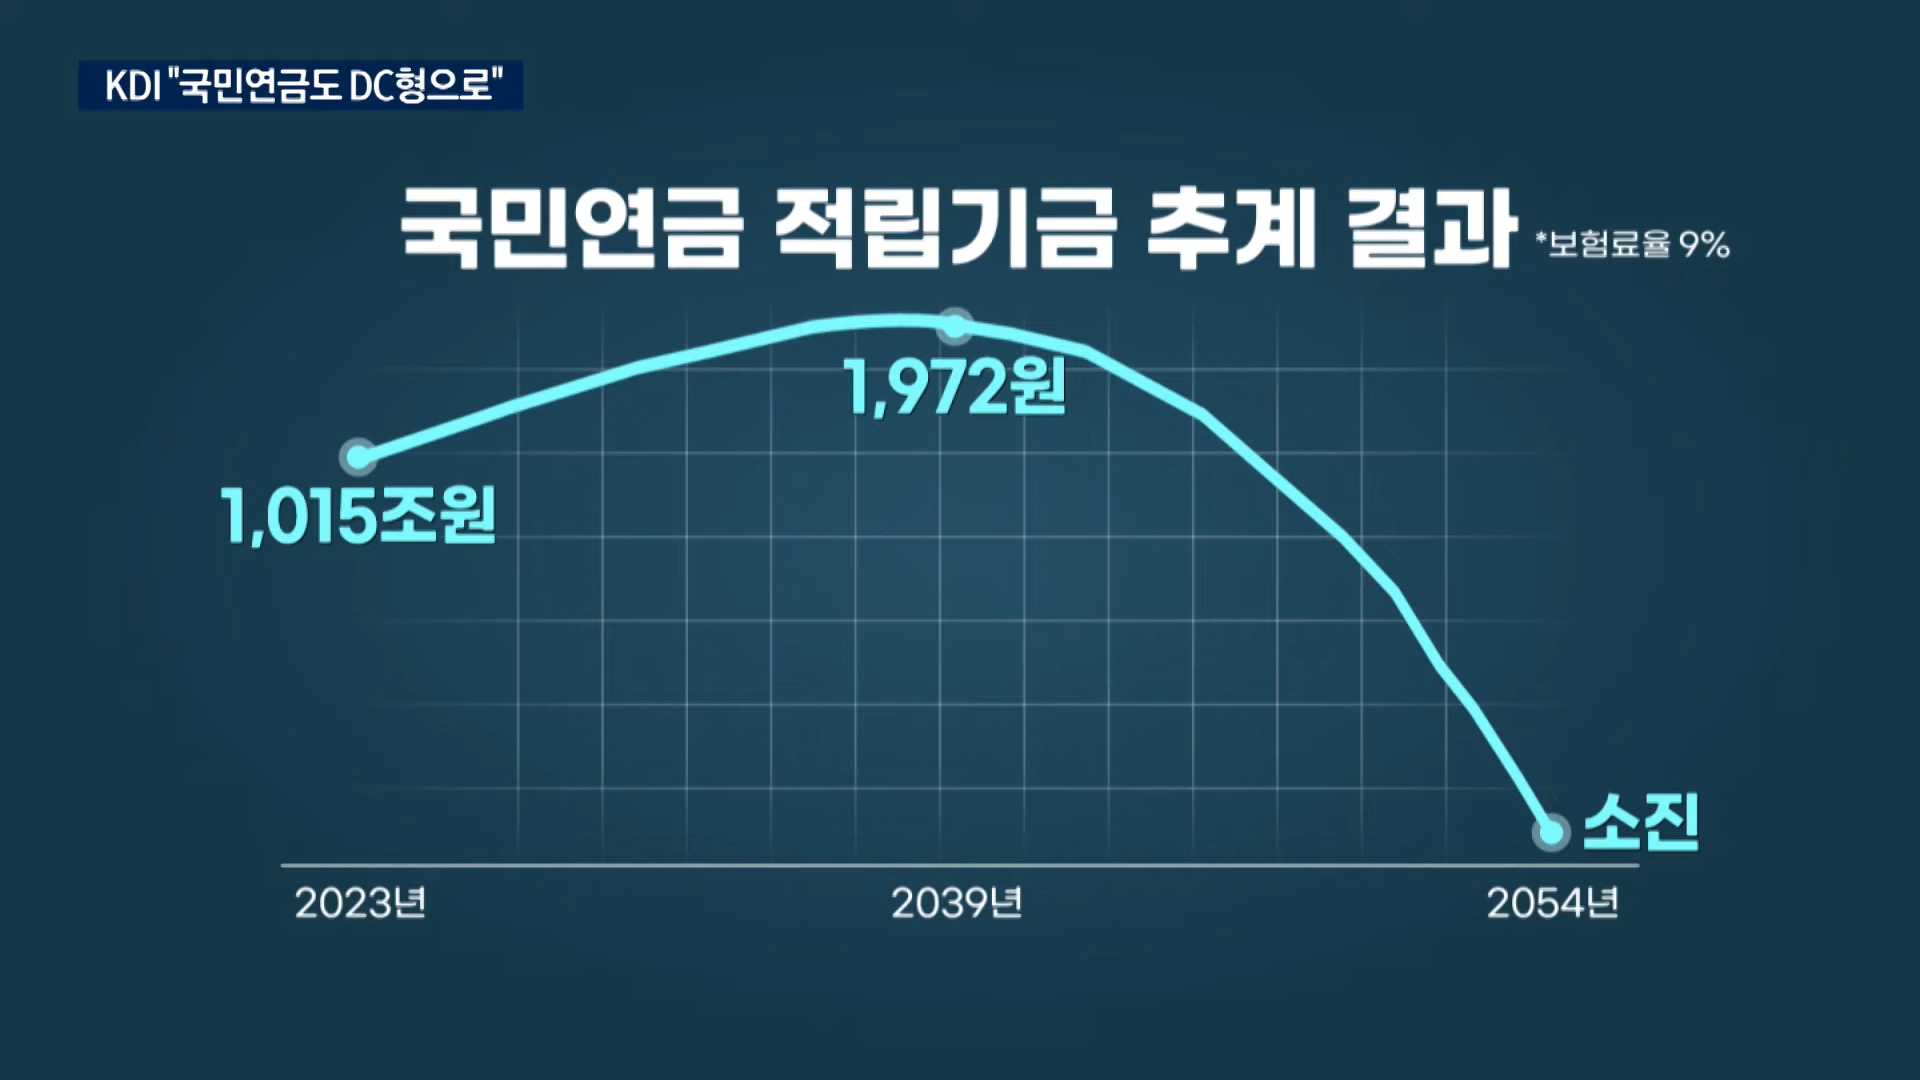 KDI "국민연금도 DC형으로"
국민연금 적립기금 추계 결과 *보험료율 9%
1,972원
1,015조원
소진
2023년 2039년 2054년